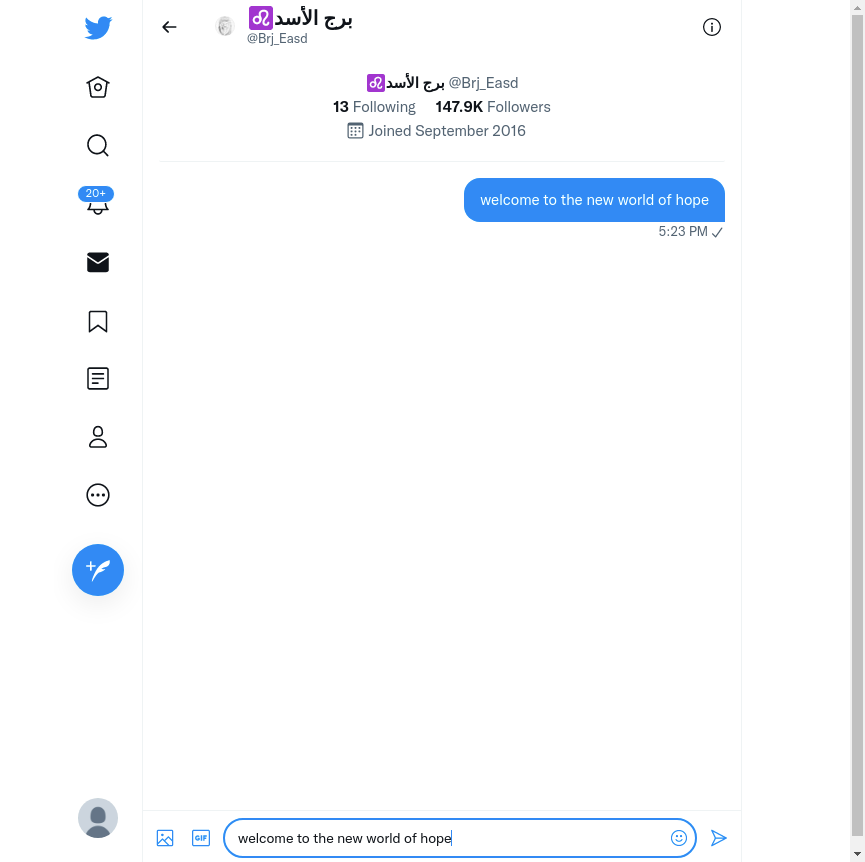 ♌برج الأسد
@Brj_Easd
♌برج الأسد @Brj_Easd
13 Following 147.9K Followers
Joined September 2016
20+
welcome to the new world of hope
5:23 PM
GIF
welcome to the new world of hope